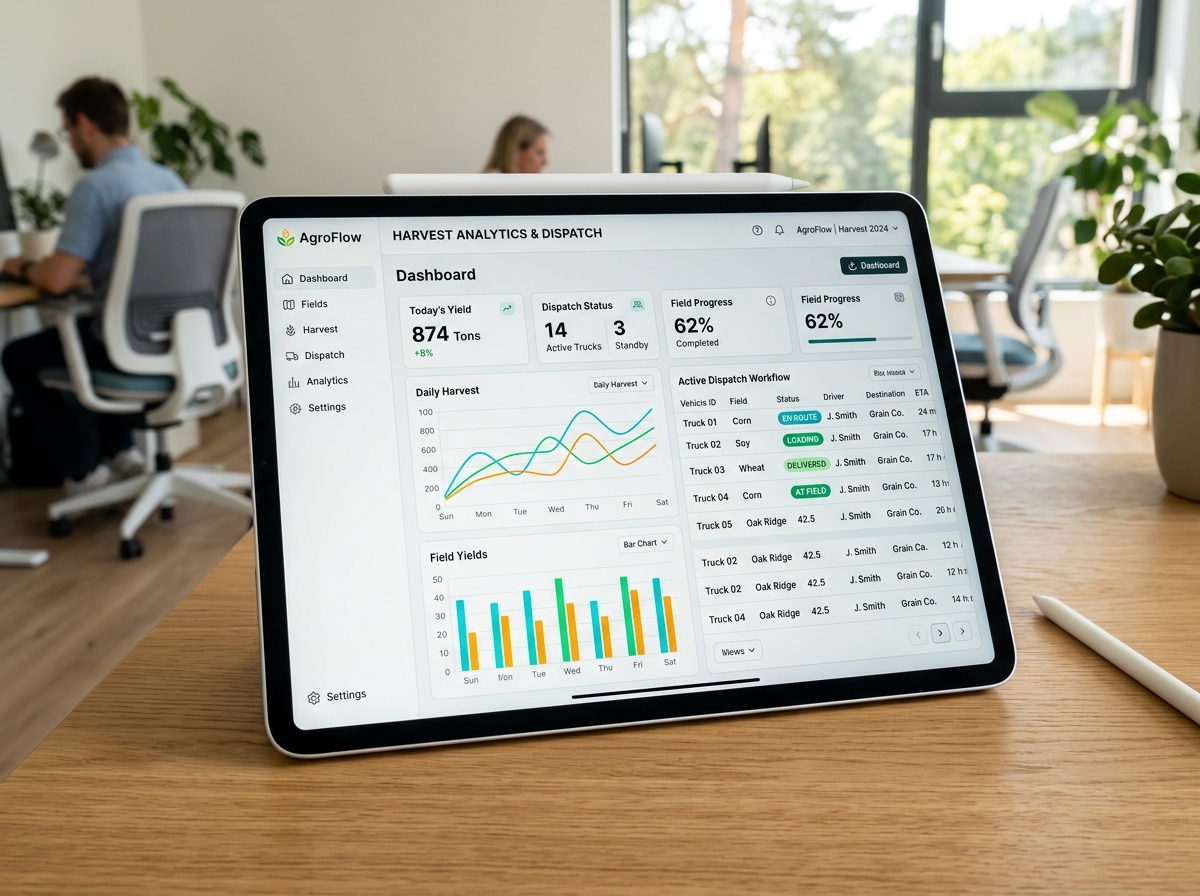 AgroFlow
HARVEST ANALYTICS & DISPATCH
AgroFlow | Harvest 2024
Dashboard
Fields
Harvest
Dispatch
Analytics
Settings
Settings
Dashboard
Dashboard
Today's Yield
874 Tons
+8%
Dispatch Status
14
Active Trucks
3
Standby
Field Progress
62%
Completed
Field Progress
62%
Daily Harvest
Daily Harvest
100
800
600
400
200
0
Sun Mon Tue Wed Thu Fri Sat
Field Yields
Bar Chart
50
40
30
20
10
0
Sun Mon Tue Wed Thu Fri Sat
Active Dispatch Workflow
Vehicis ID Field Status Driver Destination ETA
Truck 01 Corn EN ROUTE J. Smith Grain Co. 24 m
Truck 02 Soy LOADING J. Smith Grain Co. 17 h
Truck 03 Wheat DELIVERSD J. Smith Grain Co. 17 h
Truck 04 Corn AT FIELD J. Smith Grain Co. 13 h
Truck 05 Oak Ridge 42.5 J. Smith Grain Co. 26 h
Truck 02 Oak Ridge 42.5 J. Smith Grain Ca. 12 h
Truck 02 Oak Ridge 42.5 J. Smith Grain Co. 12 h
Truck 04 Oak Ridge 42.5 J. Smith Grain Co. 14 h
Views